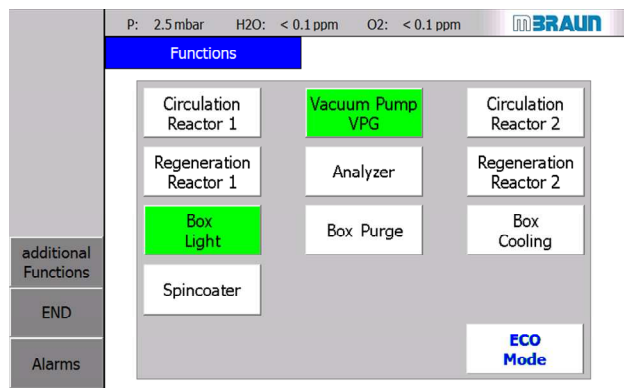 P: 2.5 mbar H2O: < 0.1 ppm O2: < 0.1 ppm MBRAUN
Functions
Circulation
Reactor 1
Vacuum Pump
VPG
Circulation
Reactor 2
Regeneration
Reactor 1
Analyzer
Regeneration
Reactor 2
Box
Light
Box Purge
Box
Cooling
Spincoater
ECO
Mode
additional
Functions
END
Alarms